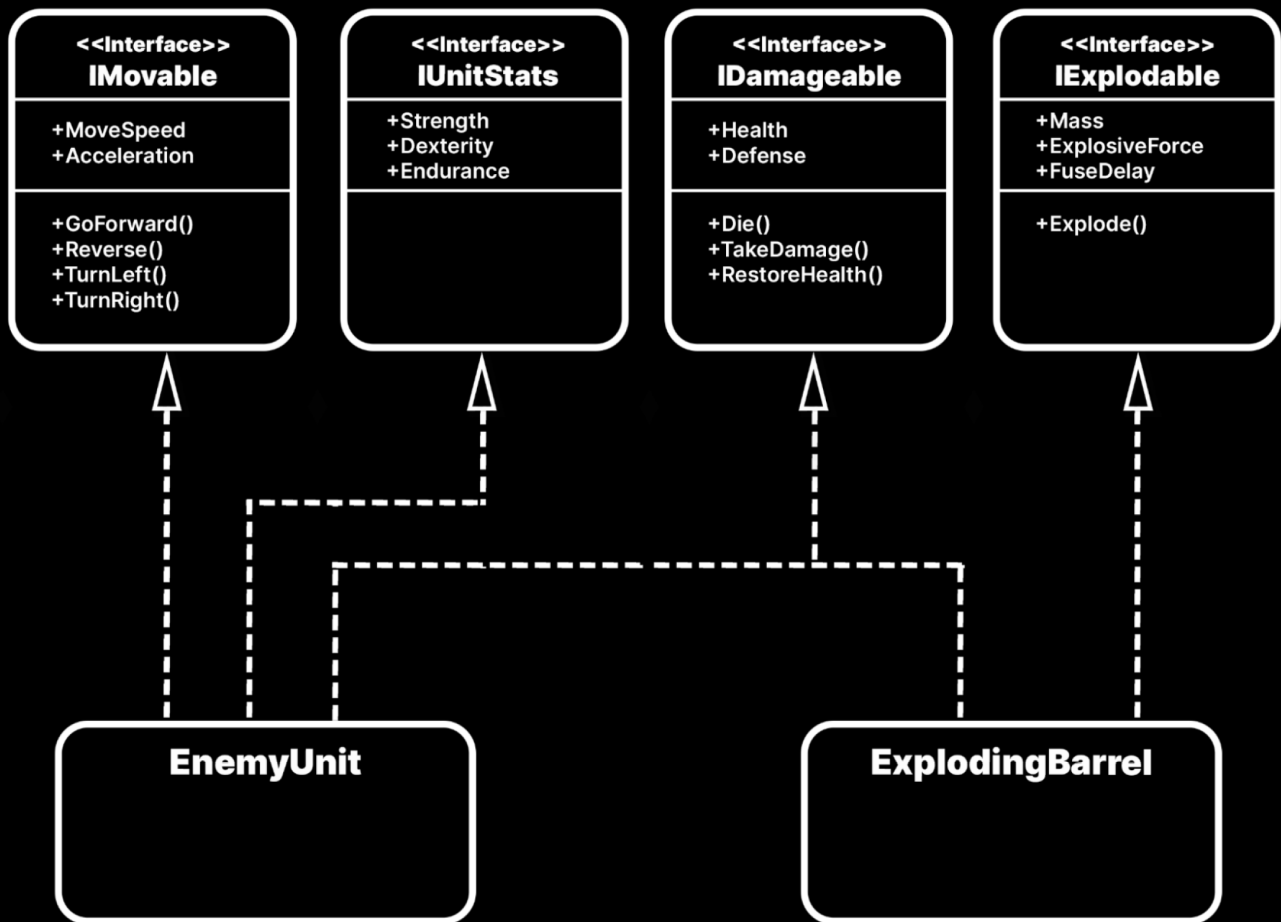 <<Interface>>
IMovable
+MoveSpeed
+Acceleration
+GoForward()
+Reverse()
+TurnLeft()
+TurnRight()
<<Interface>>
IUnitStats
+Strength
+Dexterity
+Endurance
<<Interface>>
IDamageable
+Health
+Defense
+Die()
+TakeDamage()
+RestoreHealth()
<<Interface>>
IExplodable
+Mass
+ExplosiveForce
+FuseDelay
+Explode()
EnemyUnit
ExplodingBarrel